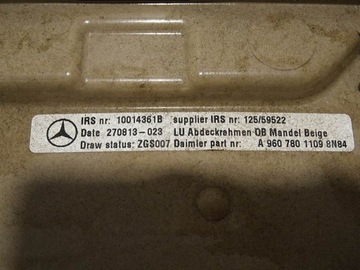 IRS nr: 10014361B supplier IRS nr: 125/59522
Date 270813-023 LU Abdeckrahmen OB Mandel Beige
Draw status: ZGS007 Daimler part nr: A 960 780 1109 8N84